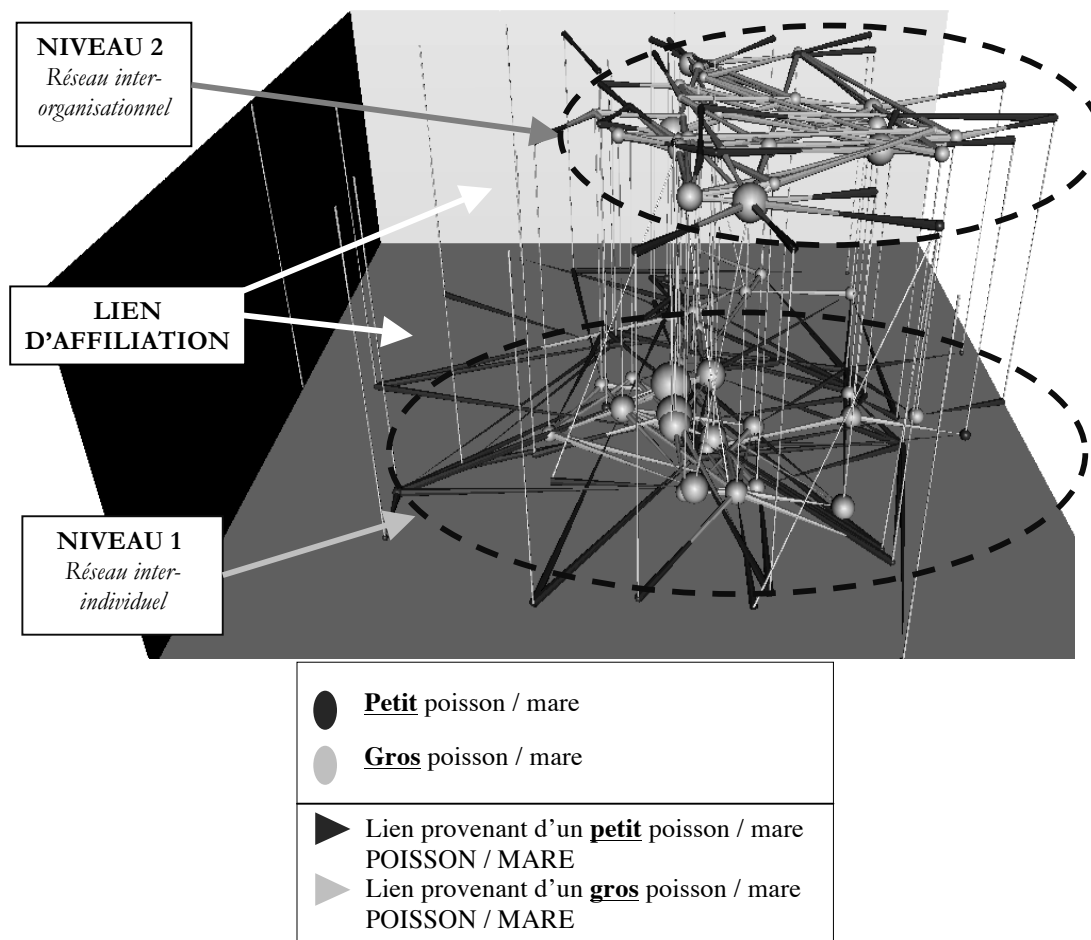 NIVEAU 2
Réseau inter-
organisationnel
LIEN
D'AFFILIATION
NIVEAU 1
Réseau inter-
individuel
Petit poisson / mare
Gros poisson / mare
Lien provenant d'un petit poisson / mare
POISSON / MARE
Lien provenant d'un gros poisson / mare
POISSON / MARE